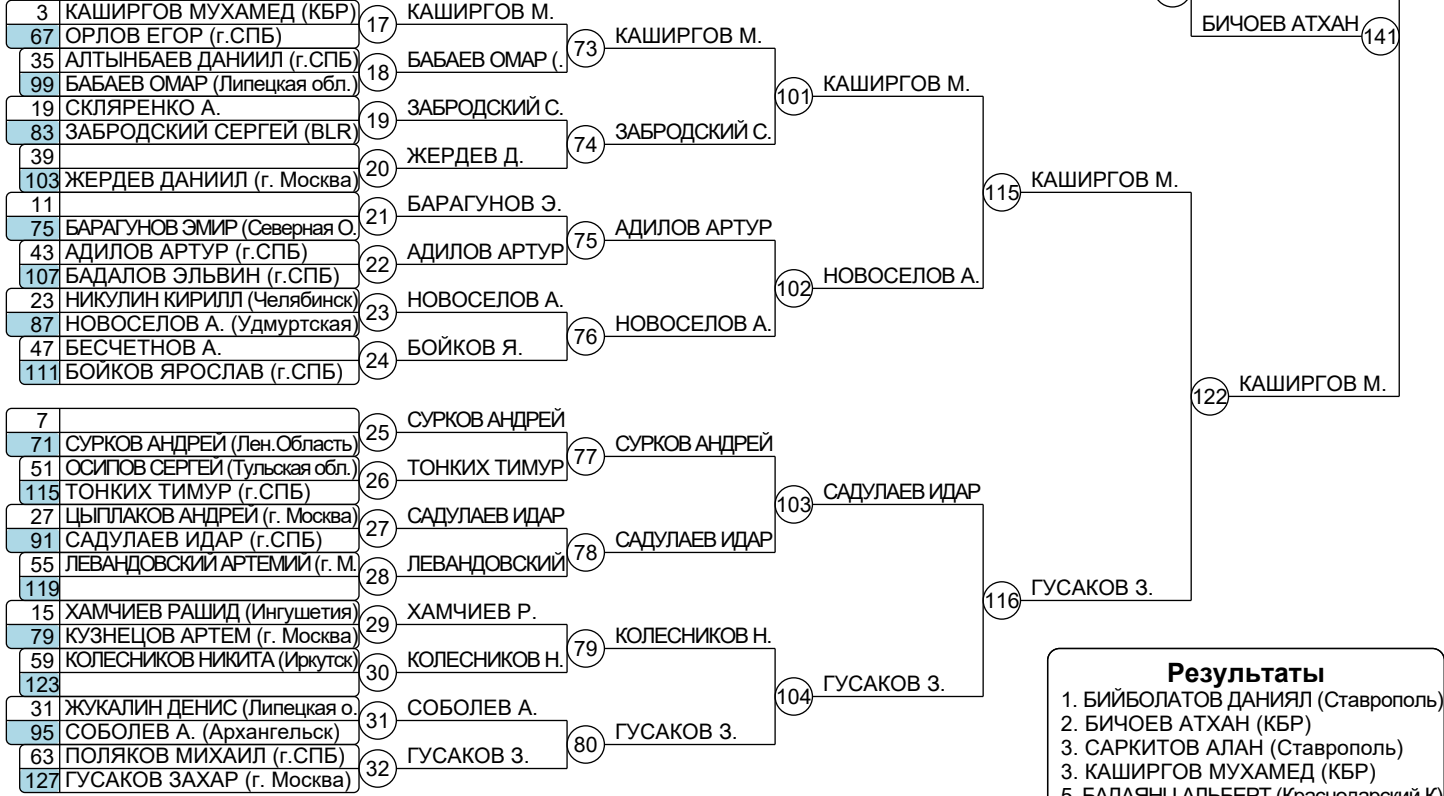 3 КАШИРГОВ МУХАМЕД (КБР)
67 ОРЛОВ ЕГОР (г.СПБ)
35 АЛТЫНБАЕВ ДАНИИЛ (г.СПБ)
99 БАБАЕВ ОМАР (Липецкая обл.)
19 СКЛЯРЕНКО А.
83 ЗАБРОДСКИЙ СЕРГЕЙ (BLR)
39
103 ЖЕРДЕВ ДАНИИЛ (г. Москва)
11
75 БАРАГУНОВ ЭМИР (Северная О.
43 АДИЛОВ АРТУР (г.СПБ)
107 БАДАЛОВ ЭЛЬВИН (г.СПБ)
23 НИКУЛИН КИРИЛЛ (Челябинск)
87 НОВОСЕЛОВ А. (Удмуртская)
47 БЕСЧЕТНОВ А.
111 БОЙКОВ ЯРОСЛАВ (г.СПБ)
7
71 СУРКОВ АНДРЕЙ (Лен.Область)
51 ОСИПОВ СЕРГЕЙ (Тульская обл.)
115 ТОНКИХ ТИМУР (г.СПБ)
27 ЦЫПЛАКОВ АНДРЕЙ (г. Москва)
91 САДУЛАЕВ ИДАР (г.СПБ)
55 ЛЕВАНДОВСКИЙ АРТЕМИЙ (г. М.
119
15 ХАМЧИЕВ РАШИД (Ингушетия)
79 КУЗНЕЦОВ АРТЕМ (г. Москва)
59 КОЛЕСНИКОВ НИКИТА (Иркутск)
123
31 ЖУКАЛИН ДЕНИС (Липецкая о.
95 СОБОЛЕВ А. (Архангельск)
63 ПОЛЯКОВ МИХАИЛ (г.СПБ)
127 ГУСАКОВ ЗАХАР (г. Москва)
17 КАШИРГОВ М.
18 БАБАЕВ ОМАР (.
19 ЗАБРОДСКИЙ С.
20 ЖЕРДЕВ Д.
21 БАРАГУНОВ Э.
22 АДИЛОВ АРТУР
23 НОВОСЕЛОВ А.
24 БОЙКОВ Я.
25 СУРКОВ АНДРЕЙ
26 ТОНКИХ ТИМУР
27 САДУЛАЕВ ИДАР
28 ЛЕВАНДОВСКИЙ
29 ХАМЧИЕВ Р.
30 КОЛЕСНИКОВ Н.
31 СОБОЛЕВ А.
32 ГУСАКОВ З.
73 КАШИРГОВ М.
74 ЗАБРОДСКИЙ С.
75 АДИЛОВ АРТУР
76 НОВОСЕЛОВ А.
77 СУРКОВ АНДРЕЙ
78 САДУЛАЕВ ИДАР
79 КОЛЕСНИКОВ Н.
80 ГУСАКОВ З.
101 КАШИРГОВ М.
102 НОВОСЕЛОВ А.
103 САДУЛАЕВ ИДАР
104 ГУСАКОВ З.
115 КАШИРГОВ М.
116 ГУСАКОВ З.
122 КАШИРГОВ М.
БИЧОЕВ АТХАН
141
Результаты
1. БИЙБОЛАТОВ ДАНИЯЛ (Ставрополь)
2. БИЧОЕВ АТХАН (КБР)
3. САРКИТОВ АЛАН (Ставрополь)
3. КАШИРГОВ МУХАМЕД (КБР)
5. БАЛАЯНЦ АЛЬБЕРТ (Краснодарский К)